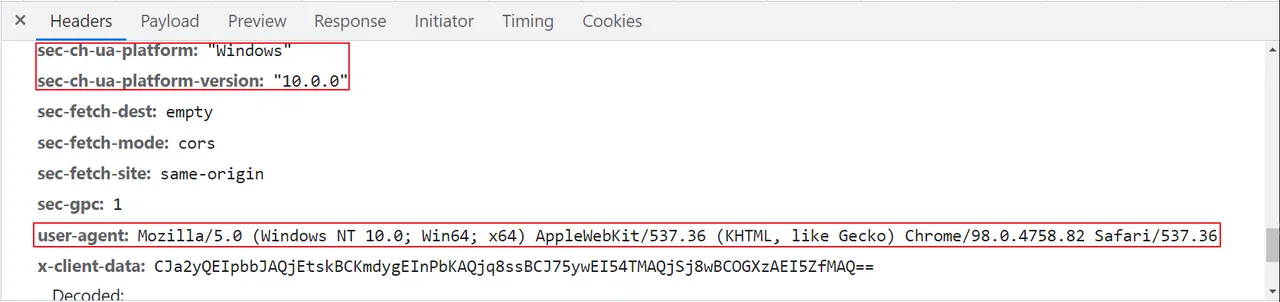 × Headers Payload Preview Response Initiator Timing Cookies
sec-ch-ua-platform: "Windows"
sec-ch-ua-platform-version: "10.0.0"
sec-fetch-dest: empty
sec-fetch-mode: cors
sec-fetch-site: same-origin
sec-gpc: 1
user-agent: Mozilla/5.0 (Windows NT 10.0; Win64; x64) AppleWebKit/537.36 (KHTML, like Gecko) Chrome/98.0.4758.82 Safari/537.36
x-client-data: CJa2yQEIpbbJAQjEtskBCKmdygEInPbKAQjq8ssBCJ75ywEI54TMAQjSj8wBCOGXzAEI5ZfMAQ==
Decoded: